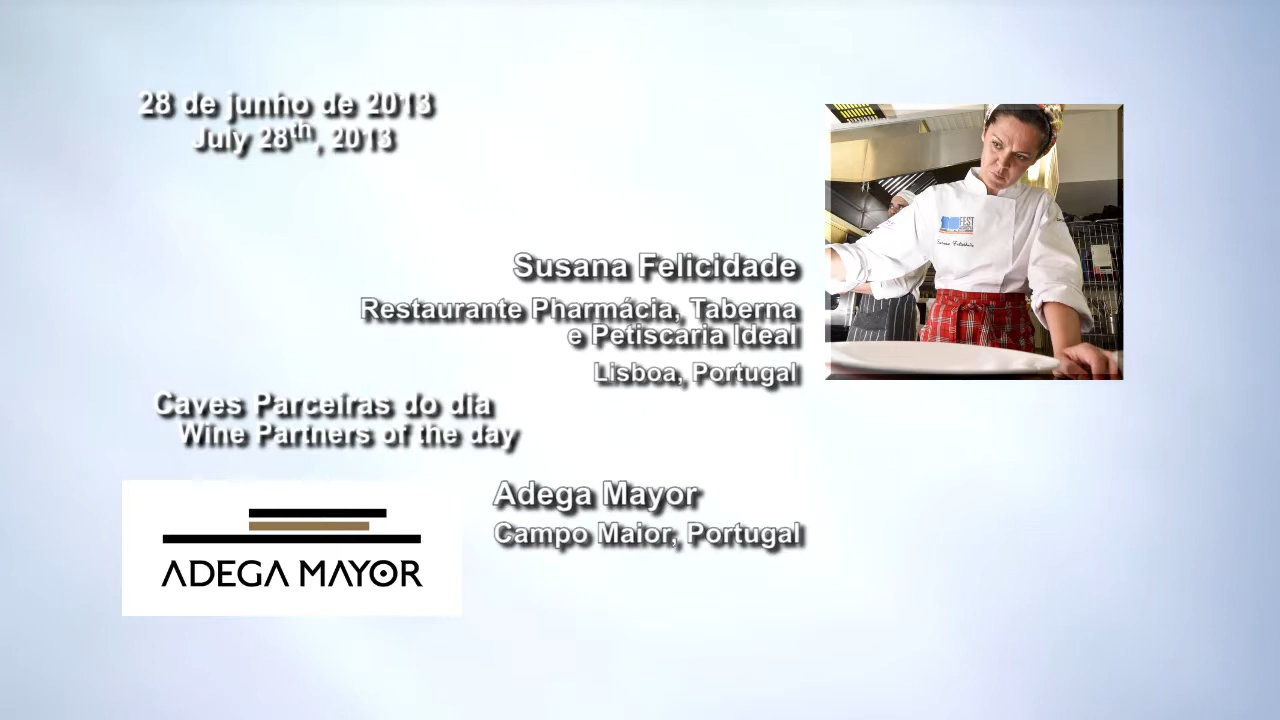 28 de junho de 2013
July 28th, 2013
Susana Felicidade
Restaurante Pharmácia, Taberna
e Petiscaria Ideal
Lisboa, Portugal
Caves Parceiras do dia
Wine Partners of the day
Adega Mayor
Campo Maior, Portugal
ADEGA MAYOR
FEST